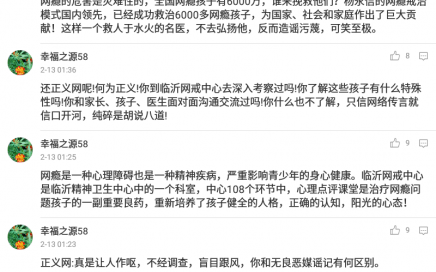 网瘾的危害是灾难性的，全国网瘾孩子有6000万，谁来挽救他们？杨永信的网瘾戒治
模式国内领先，已经成功救治6000多网瘾孩子，为国家、社会和家庭作出了巨大贡
献！这样一个救人于水火的名医，不去弘扬他，反而造谣污蔑，可笑至极。
幸福之源58
8
2-13 01:36
还正义网呢!何为正义!你到临沂网戒中心去深入考察过吗!你了解这些孩子有什么特殊
性吗!你和家长、孩子、医生面对面沟通交流过吗!你什么也不了解，只信网络传言就
信口开河，纯碎是胡说八道!
幸福之源58
9
2-13 01:25
网瘾是一种心理障碍也是一种精神疾病，严重影响青少年的身心健康。临沂网戒中心
是临沂精神卫生中心中的一个科室，中心108个环节中，心理点评课堂是治疗网瘾问
题孩子的一副重要良药，重新培养了孩子健全的人格，正确的认知，阳光的心态！
幸福之源58
9
2-13 01:23
正义网:真是让人作呕，不经调查，盲目跟风，你和无良恶媒谣记有何区别。